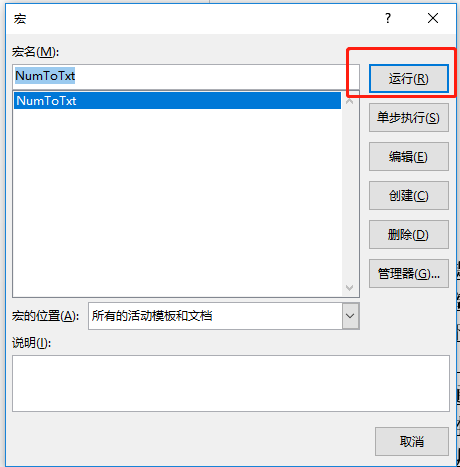 宏
?
宏名(M):
NumToTxt
运行(R)
NumToTxt
单步执行(S)
编辑(E)
创建(C)
删除(D)
管理器(G)...
宏的位置(A):
所有的活动模板和文档
说明(I):
取消